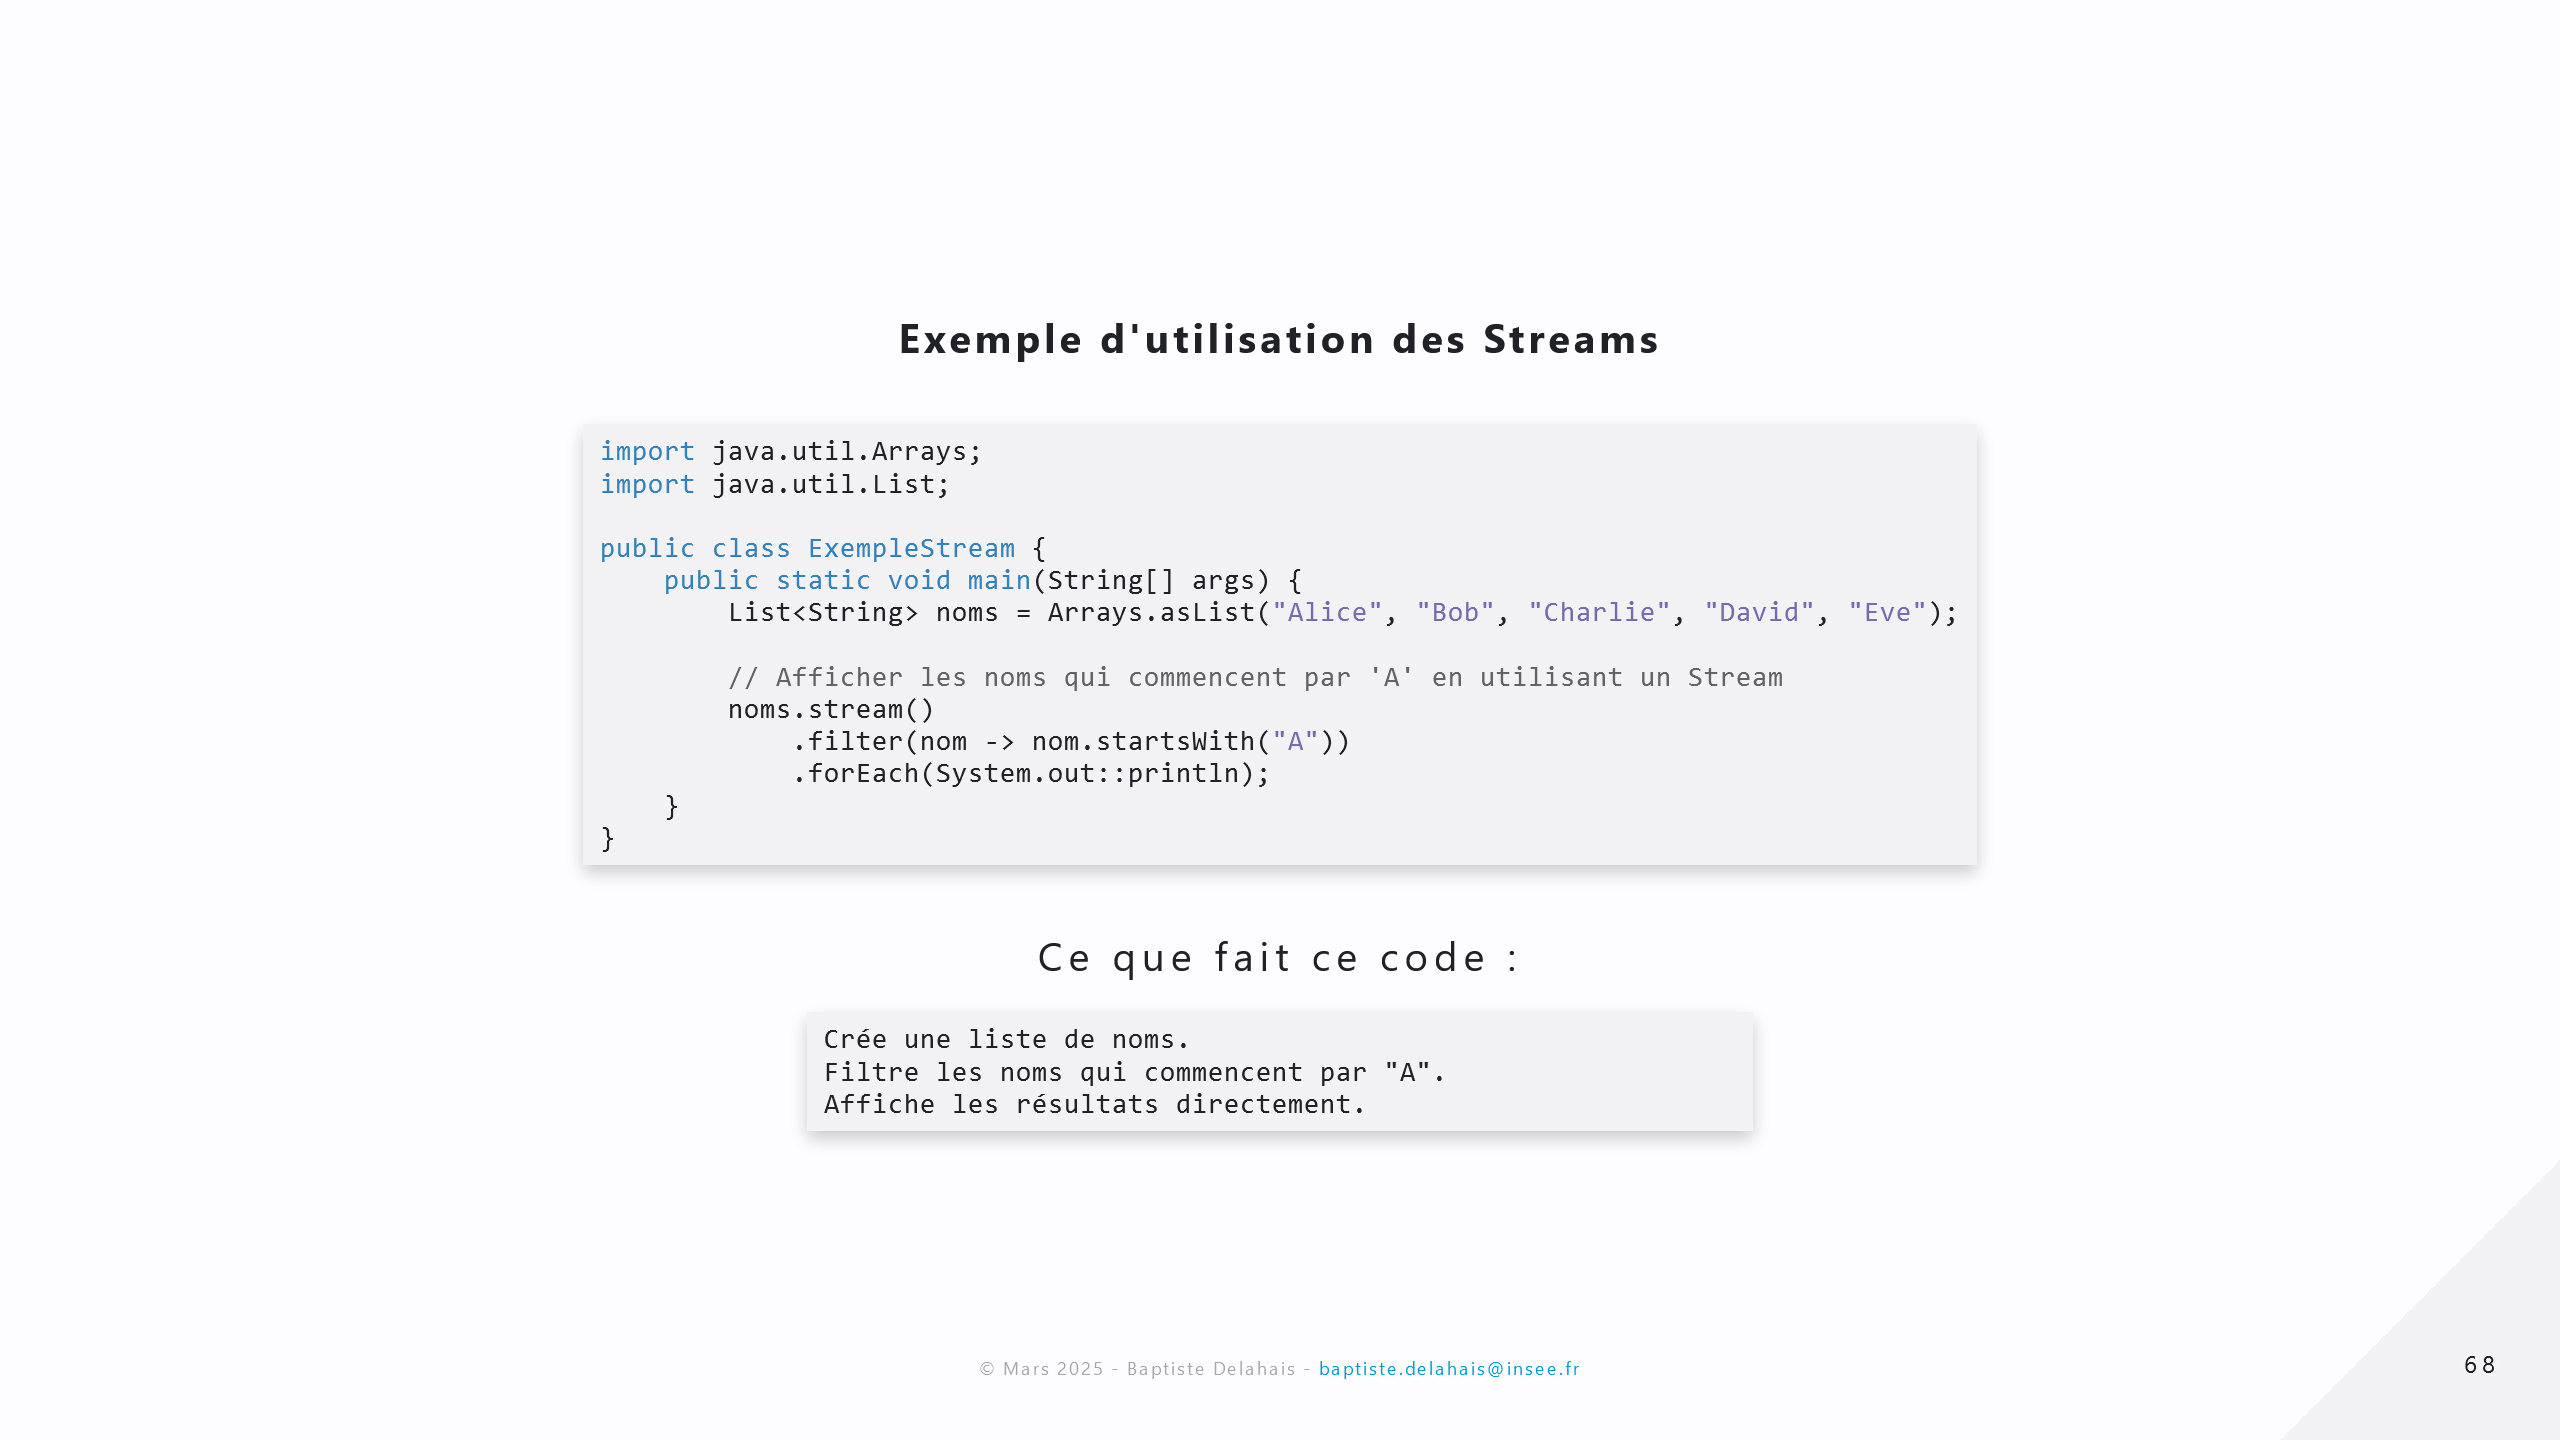 Exemple d'utilisation des Streams
import java.util.Arrays;
import java.util.List;
public class ExempleStream {
    public static void main(String[] args) {
        List<String> noms = Arrays.asList("Alice", "Bob", "Charlie", "David", "Eve");
        // Afficher les noms qui commencent par 'A' en utilisant un Stream
        noms.stream()
            .filter(nom -> nom.startsWith("A"))
            .forEach(System.out::println);
    }
}
Ce que fait ce code :
Crée une liste de noms.
Filtre les noms qui commencent par "A".
Affiche les résultats directement.
© Mars 2025 - Baptiste Delahais - baptiste.delahais@insee.fr
68